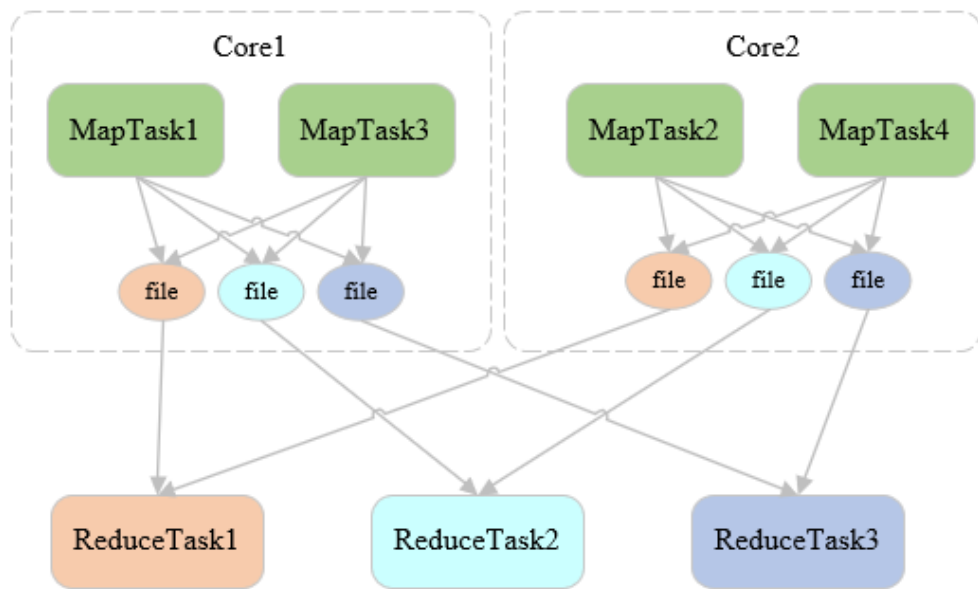 Core1
Core2
MapTask1
MapTask3
MapTask2
MapTask4
file
file
file
file
file
file
ReduceTask1
ReduceTask2
ReduceTask3